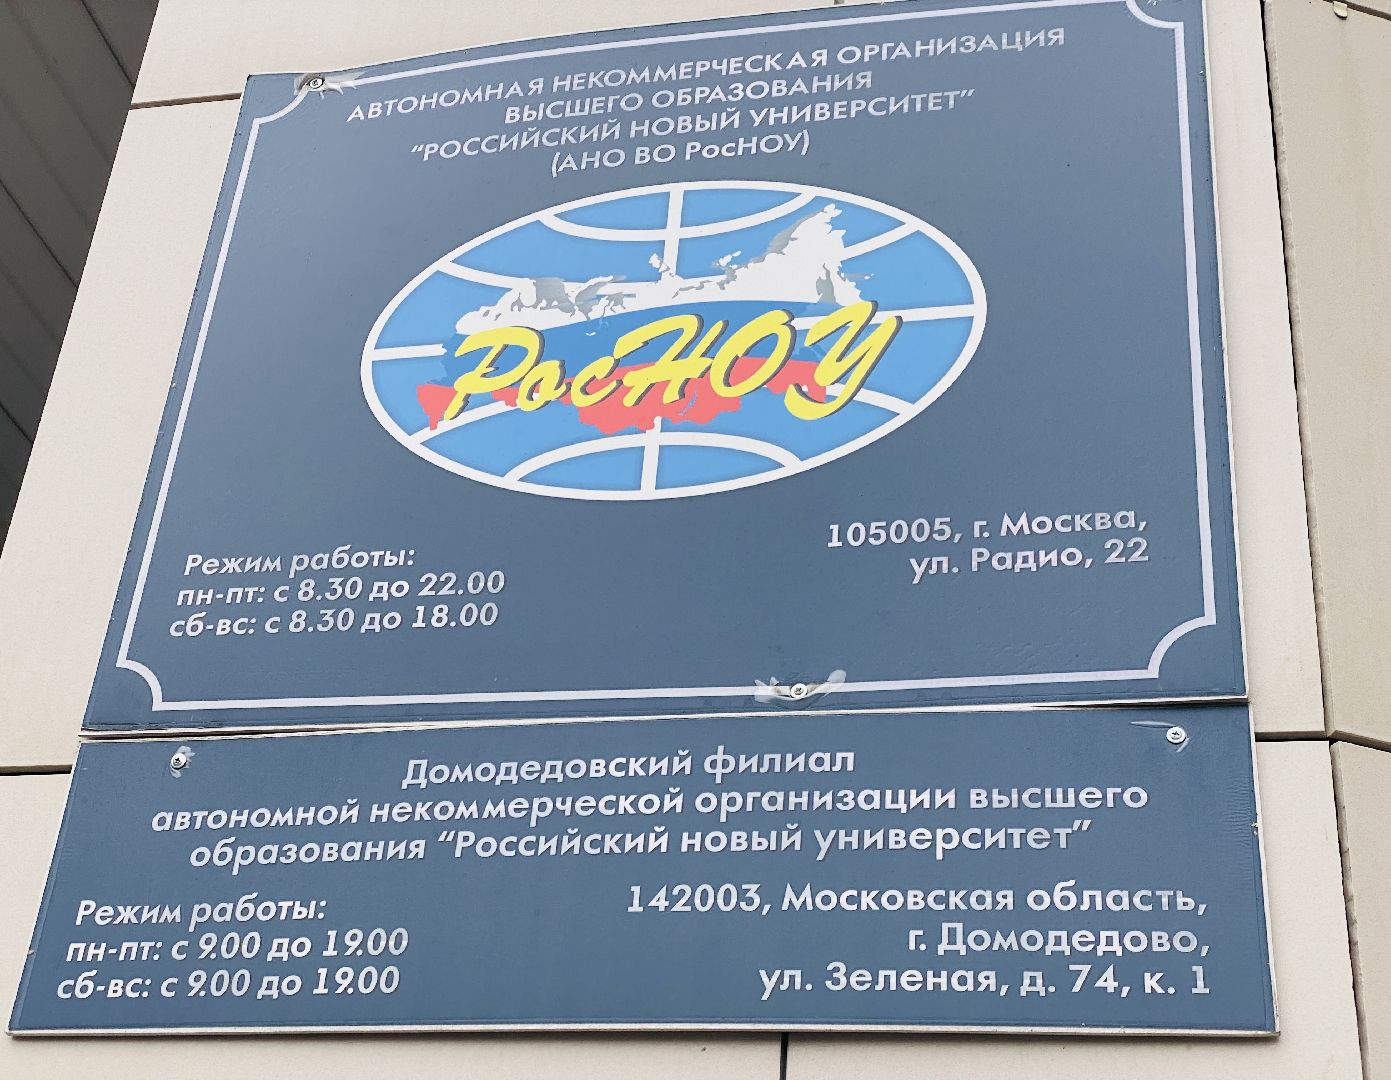 АВТОНОМНАЯ НЕКОММЕРЧЕСКАЯ ОРГАНИЗАЦИЯ
ВЫСШЕГО ОБРАЗОВАНИЯ
“РОССИЙСКИЙ НОВЫЙ УНИВЕРСИТЕТ”
(АНО ВО РосНОУ)
РосНОУ
105005, г. Москва,
ул. Радио, 22
Режим работы:
пн-пт: с 8.30 до 22.00
сб-вс: с 8.30 до 18.00
Домодедовский филиал
автономной некоммерческой организации высшего
образования “Российский новый университет”
Режим работы:
пн-пт: с 9.00 до 19.00
сб-вс: с 9.00 до 19.00
142003, Московская область,
г. Домодедово,
ул. Зеленая, д. 74, к. 1